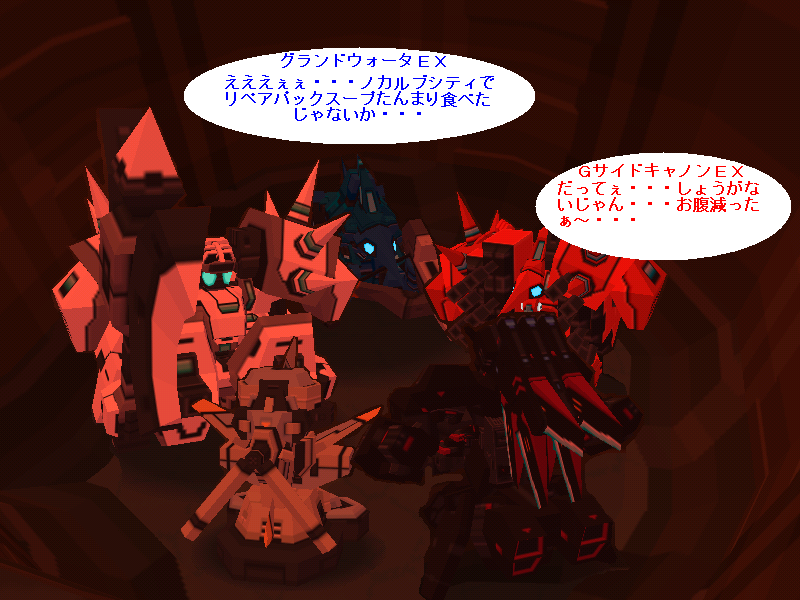 グランドウォータＥＸ
えええぇぇ・・・ノカルブシティで
リペアパックスープたんまり食べた
じゃないか・・・
ＧサイドキャノンＥＸ
だってぇ・・・しょうがな
いじゃん・・・お腹減った
ぁ～・・・